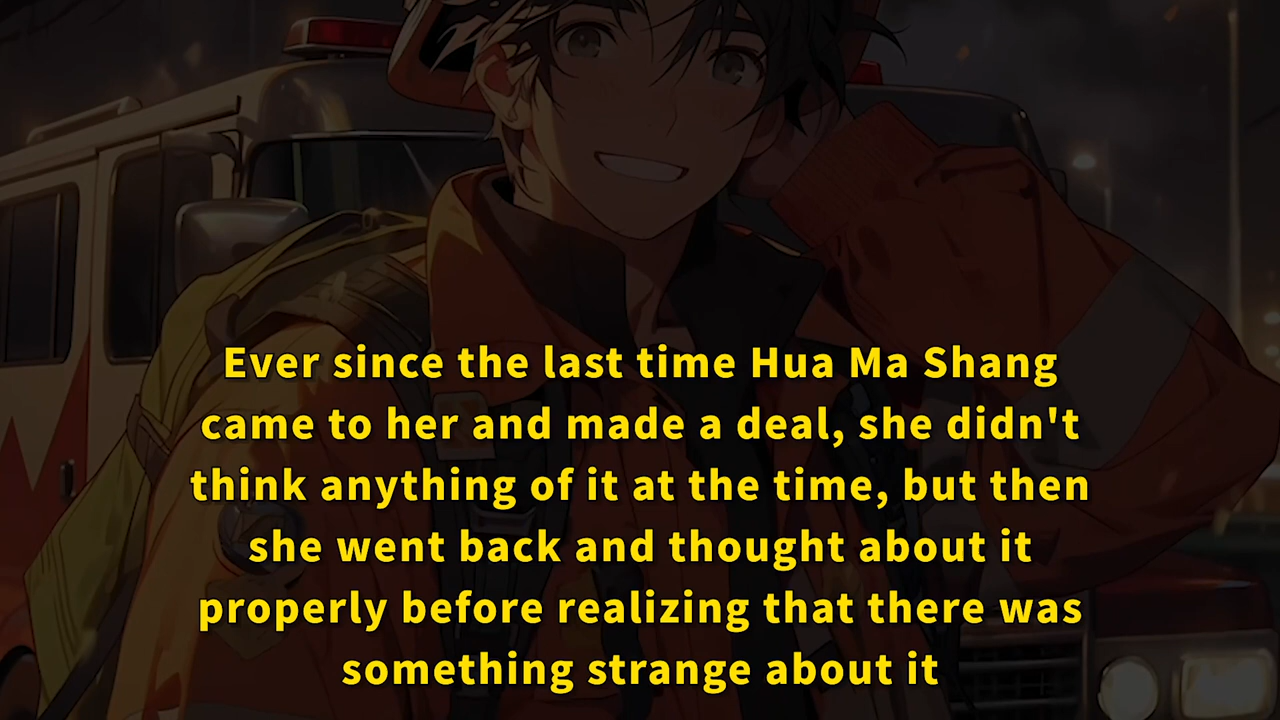 Ever since the last time Hua Ma Shang
came to her and made a deal, she didn't
think anything of it at the time, but then
she went back and thought about it
properly before realizing that there was
something strange about it